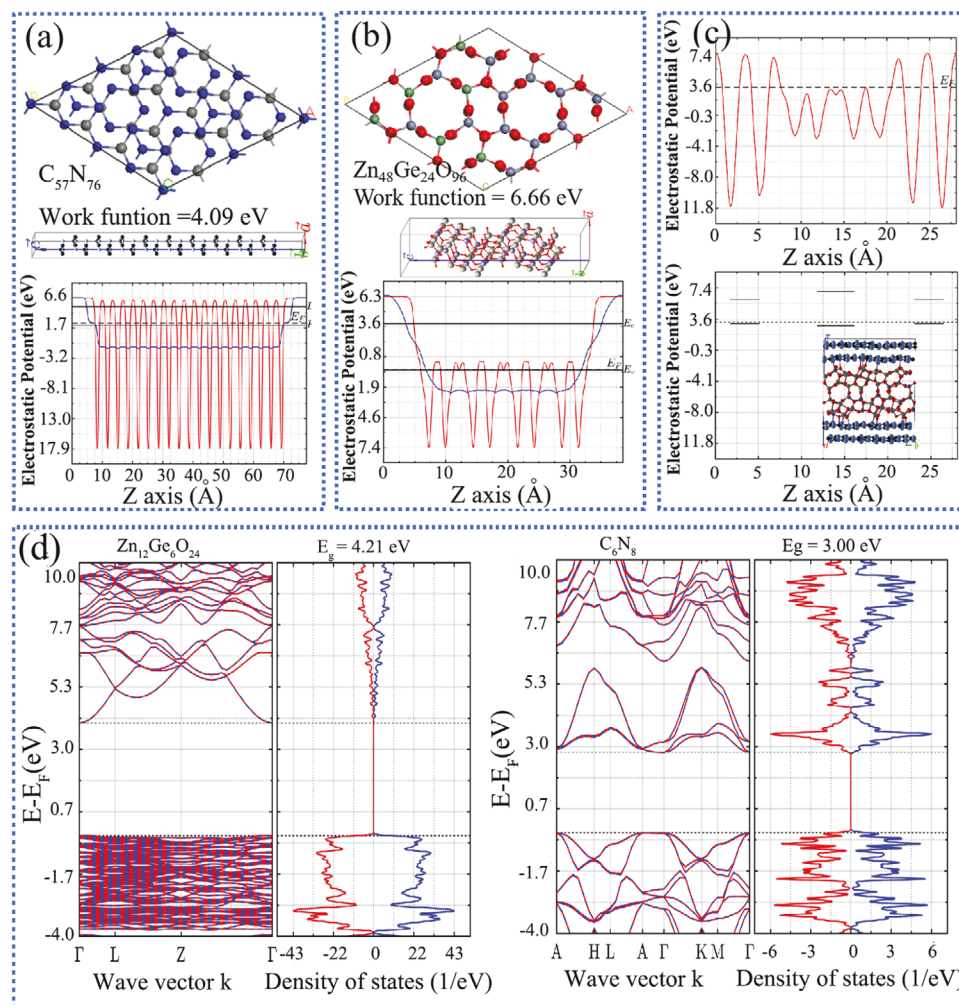 (a)
C57N76
Work funtion =4.09 eV
Electrostatic Potential (eV)
6.6
1.7
-3.2
-8.1
13.0
17.9
EF
0 10 20 30 40 50 60 70
Z axis (Å)
(b)
Zn48Ge24O96
Work function = 6.66 eV
Electrostatic Potential (eV)
6.3
3.6
0.8
1.9
4.6
7.4
Ec
EF
Ev
0 10 20 30
Z axis (Å)
(c)
Electrostatic Potential (eV)
7.4
3.6
-0.3
-4.1
-8.0
11.8
EF
0 5 10 15 20 25
Z axis (Å)
Electrostatic Potential (eV)
7.4
3.6
-0.3
-4.1
-8.0
11.8
0 5 10 15 20 25
Z axis (Å)
(d)
Zn12Ge6O24
Eg = 4.21 eV
E-EF(eV)
10.0
7.7
5.3
3.0
0.7
-1.7
-4.0
Γ L Z Γ
-43 -22 0 22 43
Wave vector k
Density of states (1/eV)
C6N8
Eg = 3.00 eV
E-EF(eV)
10.0
7.7
5.3
3.0
0.7
-1.7
-4.0
A H L A Γ K M Γ
-6 -3 0 3 6
Wave vector k
Density of states (1/eV)